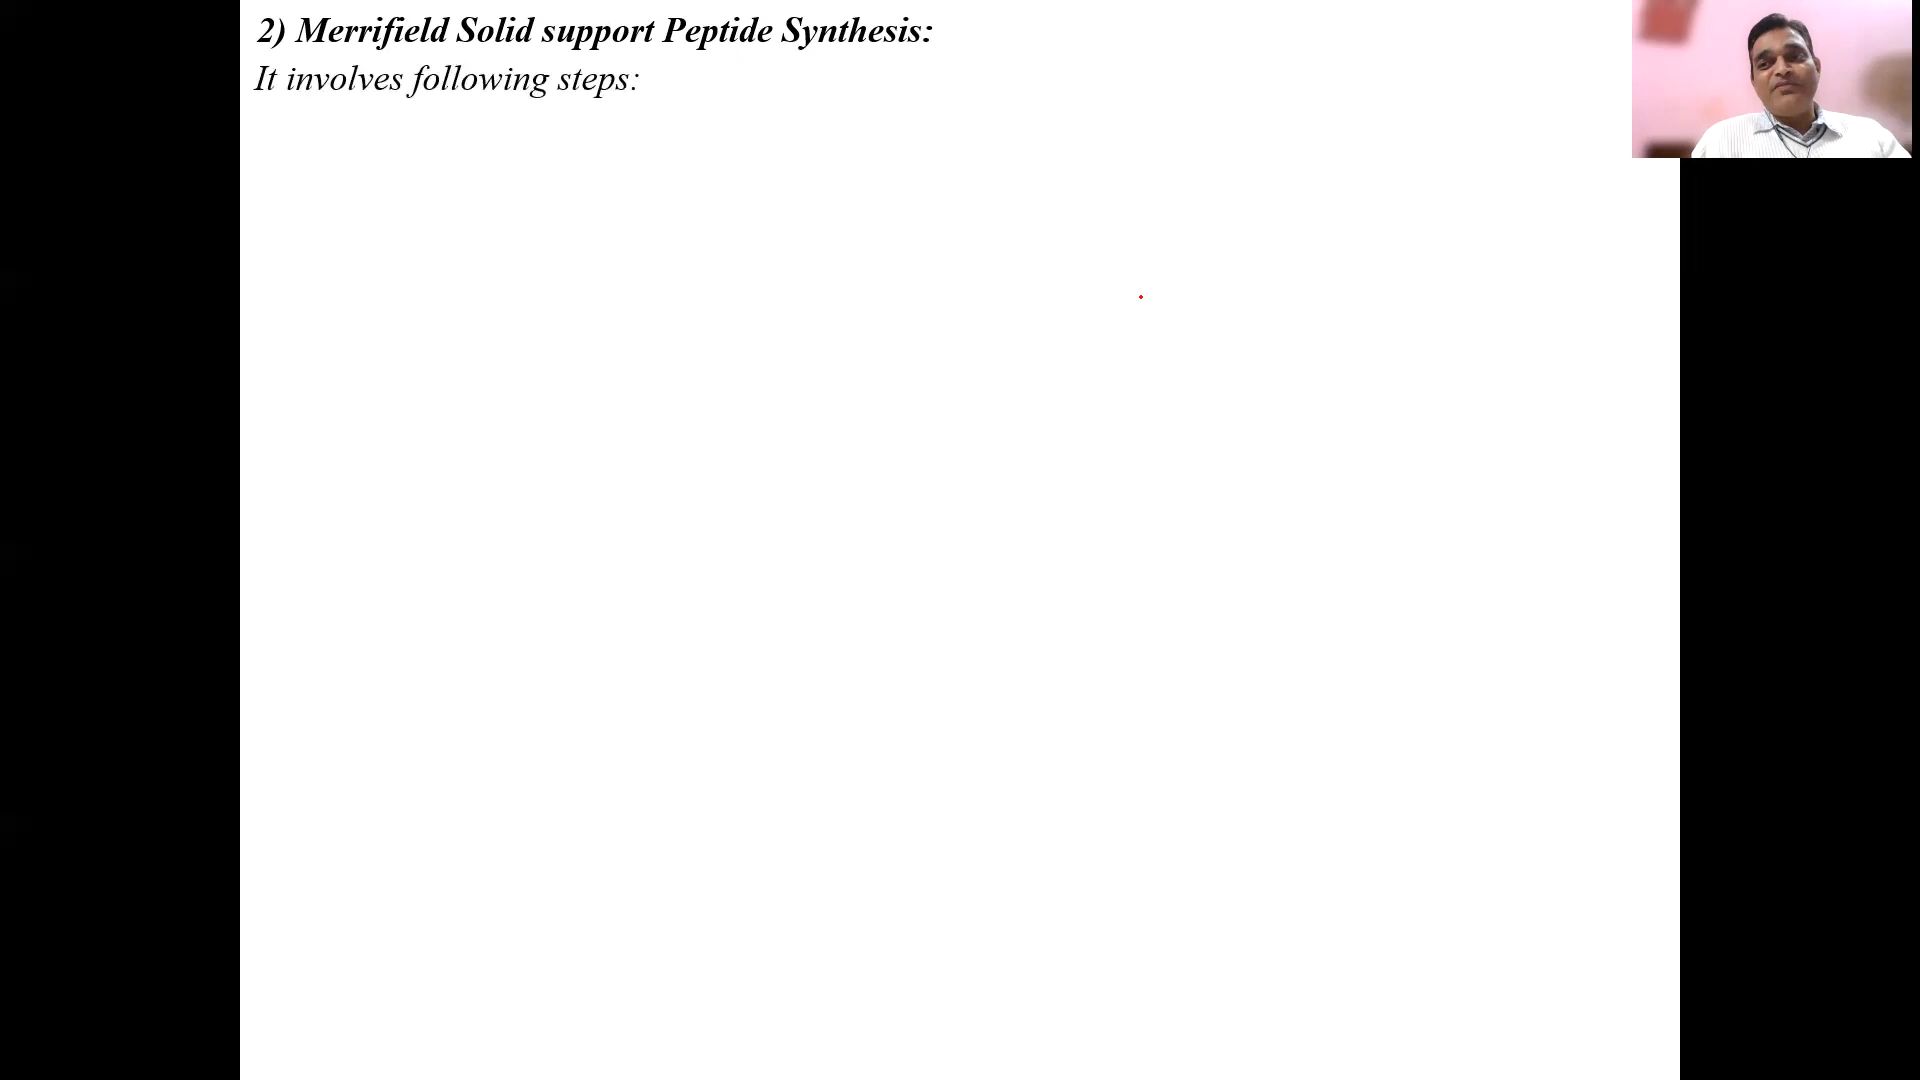 2) Merrifield Solid support Peptide Synthesis:
It involves following steps: